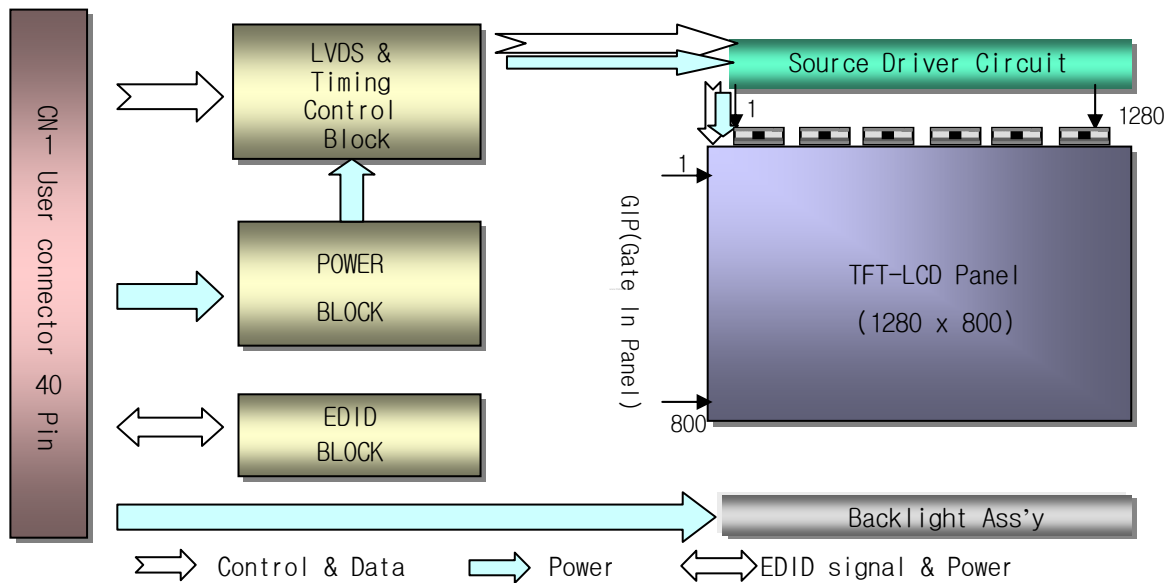 CN-1 User connector 40 Pin
LVDS &
Timing
Control
Block
POWER
BLOCK
EDID
BLOCK
Source Driver Circuit
1
1280
1
GIP(Gate In Panel)
800
TFT-LCD Panel
(1280 x 800)
Backlight Ass'y
Control & Data
Power
EDID signal & Power